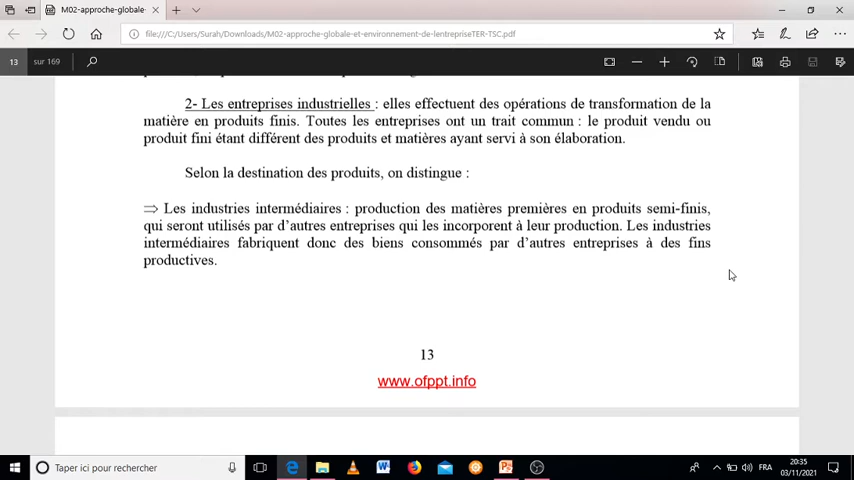 M02-approche-globale-
file:///C:/Users/Surah/Downloads/M02-approche-globale-et-environnement-de-lentrepriseTER-TSC.pdf
13 sur 169
2- Les entreprises industrielles : elles effectuent des opérations de transformation de la
matière en produits finis. Toutes les entreprises ont un trait commun : le produit vendu ou
produit fini étant différent des produits et matières ayant servi à son élaboration.
Selon la destination des produits, on distingue :
⇒ Les industries intermédiaires : production des matières premières en produits semi-finis,
qui seront utilisés par d'autres entreprises qui les incorporent à leur production. Les industries
intermédiaires fabriquent donc des biens consommés par d'autres entreprises à des fins
productives.
13
www.ofppt.info
Taper ici pour rechercher
FRA
20:35
03/11/2021